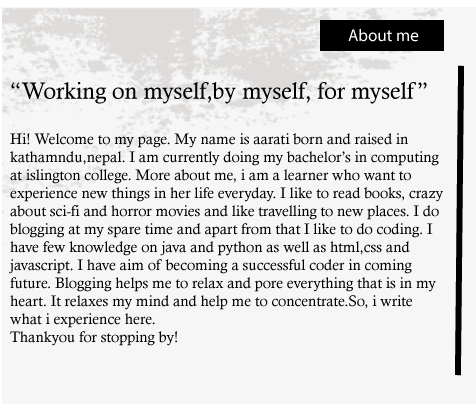 About me
“Working on myself,by myself, for myself”
Hi! Welcome to my page. My name is aarati born and raised in
kathamndu,nepal. I am currently doing my bachelor’s in computing
at islington college. More about me, i am a learner who want to
experience new things in her life everyday. I like to read books, crazy
about sci-fi and horror movies and like travelling to new places. I do
blogging at my spare time and apart from that I like to do coding. I
have few knowledge on java and python as well as html,css and
javascript. I have aim of becoming a successful coder in coming
future. Blogging helps me to relax and pore everything that is in my
heart. It relaxes my mind and help me to concentrate.So, i write
what i experience here.
Thankyou for stopping by!